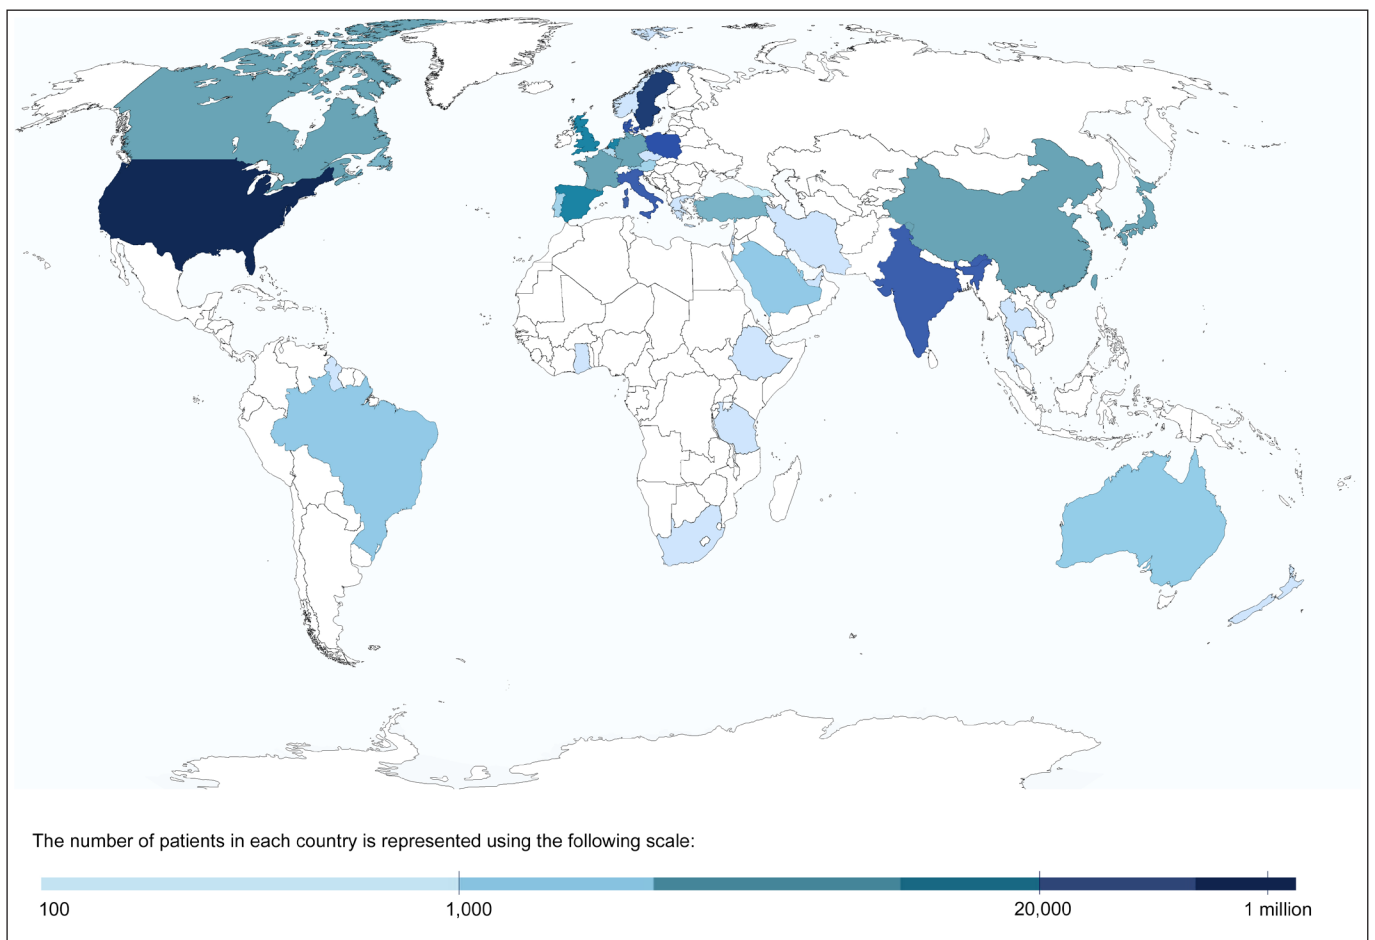 The number of patients in each country is represented using the following scale:
100 1,000 20,000 1 million